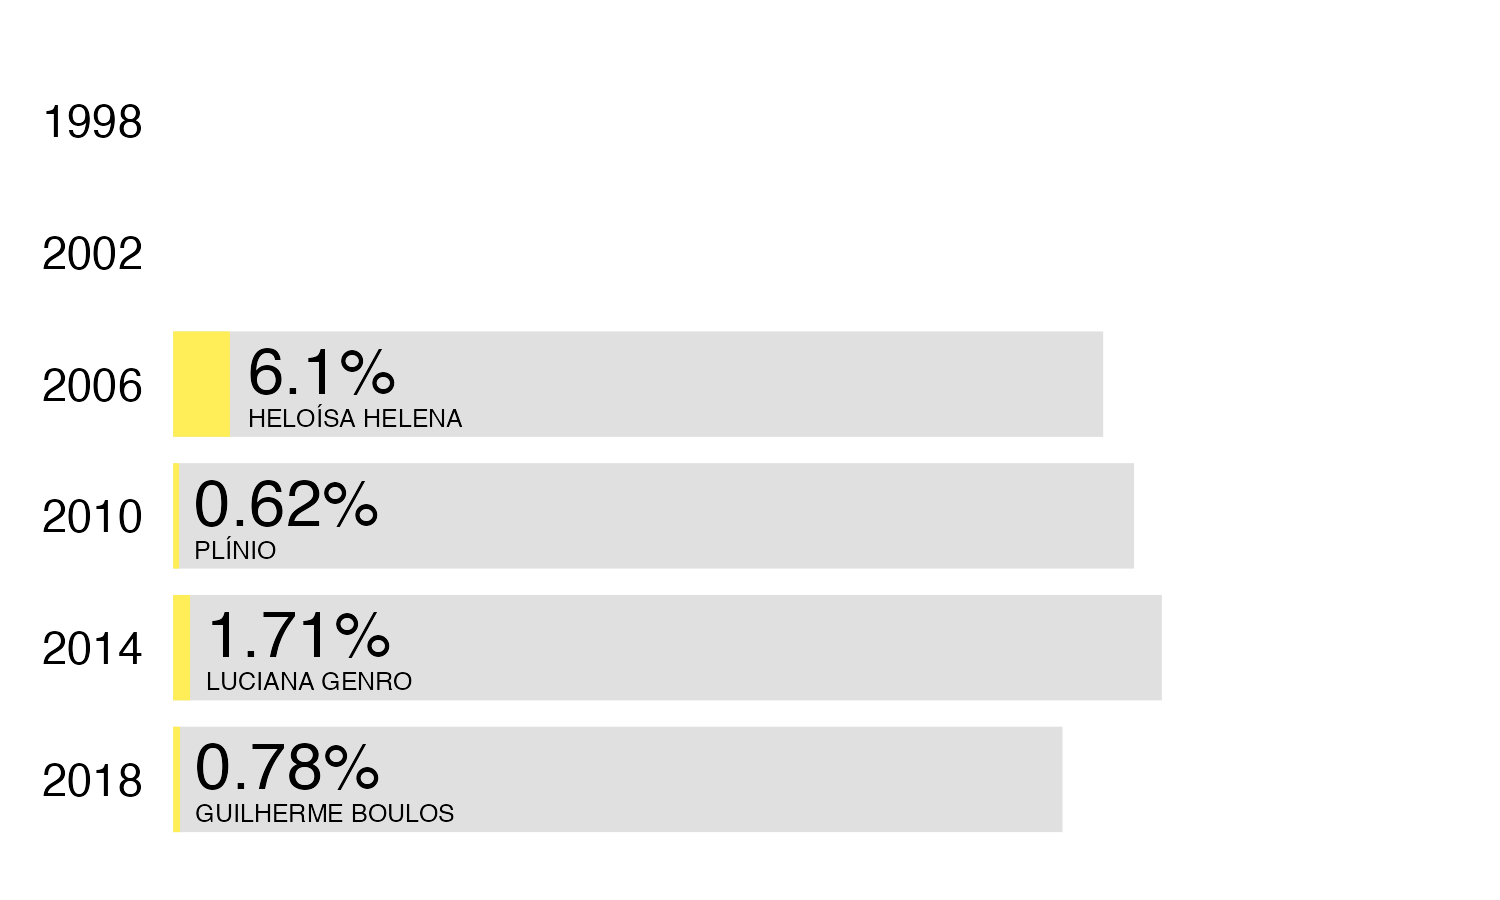 1998
2002
2006
6.1%
HELOÍSA HELENA
2010
0.62%
PLÍNIO
2014
1.71%
LUCIANA GENRO
2018
0.78%
GUILHERME BOULOS